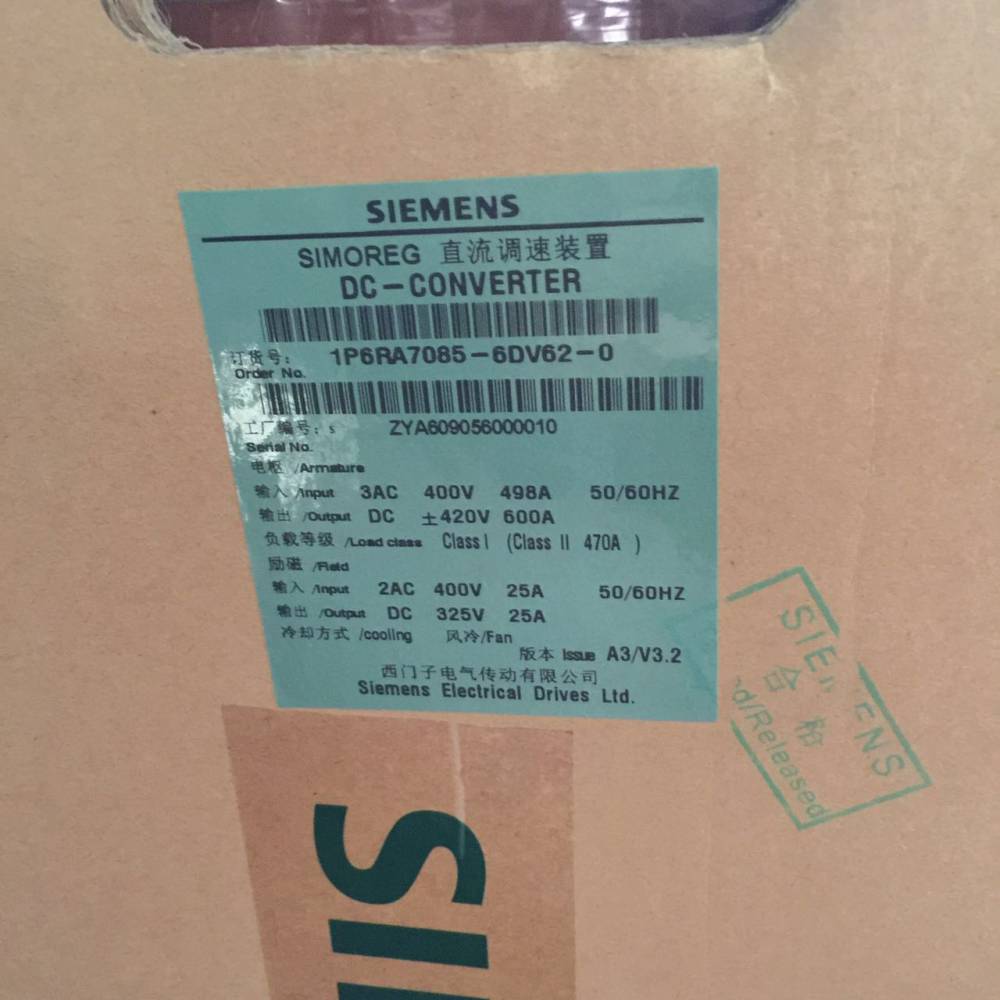 SIEMENS
SIMOREG 直流调速装置
DC-CONVERTER
订货号: 1P6RA7085-6DV62-0
Order No.
工厂编号: s ZYA609056000010
Serial No.
电枢 /Armature
输入 /Input 3AC 400V 498A 50/60HZ
输出 /Output DC ±420V 600A
负载等级 /Load class Class I (Class II 470A )
励磁 /Field
输入 /Input 2AC 400V 25A 50/60HZ
输出 /Output DC 325V 25A
冷却方式 /cooling 风冷/Fan
版本 Issue A3/V3.2
西门子电气传动有限公司
Siemens Electrical Drives Ltd.
SIEMENS
合格
d/Released
SI